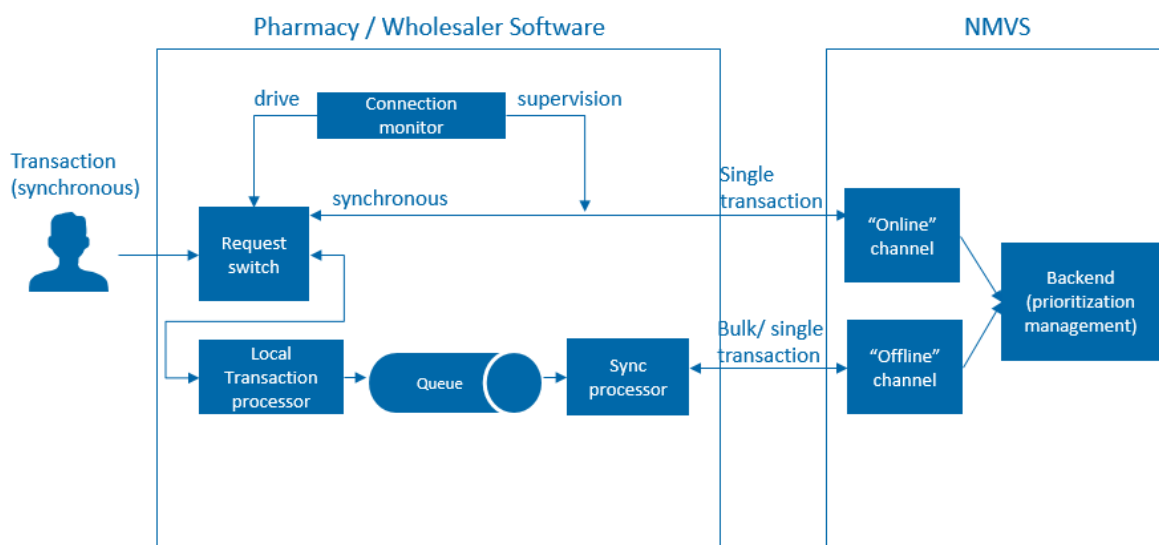 Pharmacy / Wholesaler Software
NMVS
drive
Connection
monitor
supervision
Transaction
(synchronous)
Request
switch
synchronous
Single
transaction
“Online”
channel
Backend
(prioritization
management)
Local
Transaction
processor
Queue
Sync
processor
Bulk/ single
transaction
“Offline”
channel